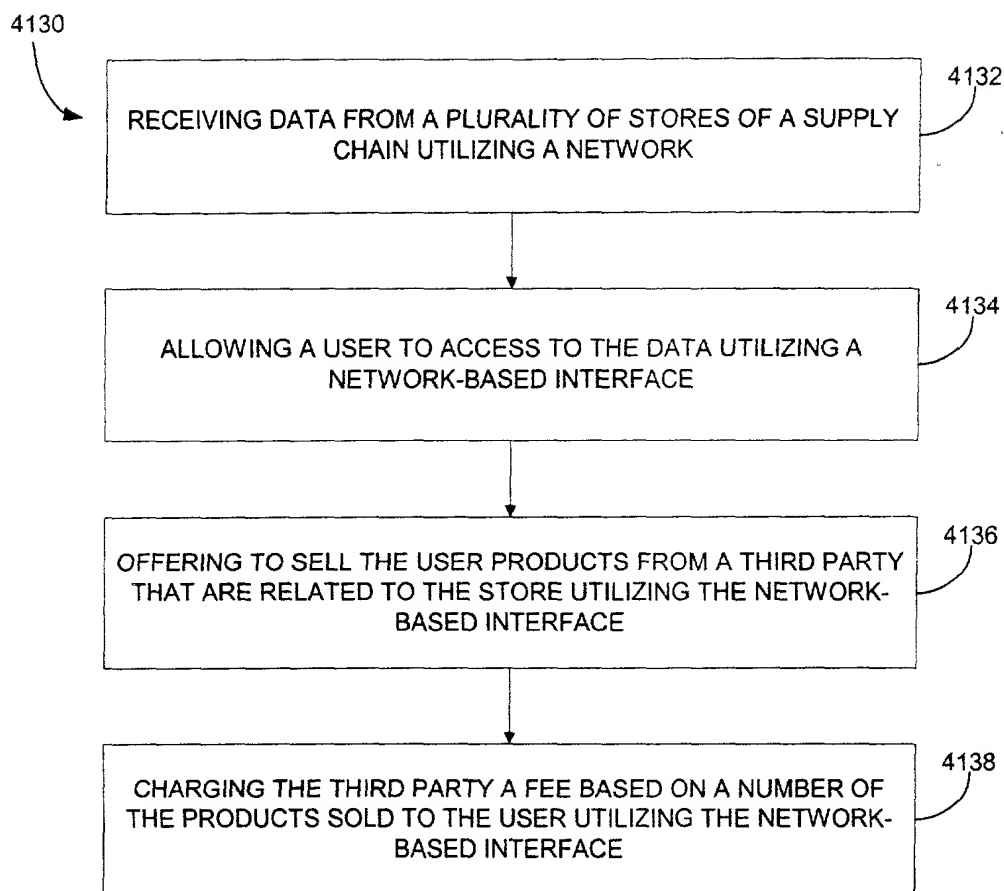 4130
4132
RECEIVING DATA FROM A PLURALITY OF STORES OF A SUPPLY
CHAIN UTILIZING A NETWORK
4134
ALLOWING A USER TO ACCESS TO THE DATA UTILIZING A
NETWORK-BASED INTERFACE
4136
OFFERING TO SELL THE USER PRODUCTS FROM A THIRD PARTY
THAT ARE RELATED TO THE STORE UTILIZING THE NETWORK-
BASED INTERFACE
4138
CHARGING THE THIRD PARTY A FEE BASED ON A NUMBER OF
THE PRODUCTS SOLD TO THE USER UTILIZING THE NETWORK-
BASED INTERFACE